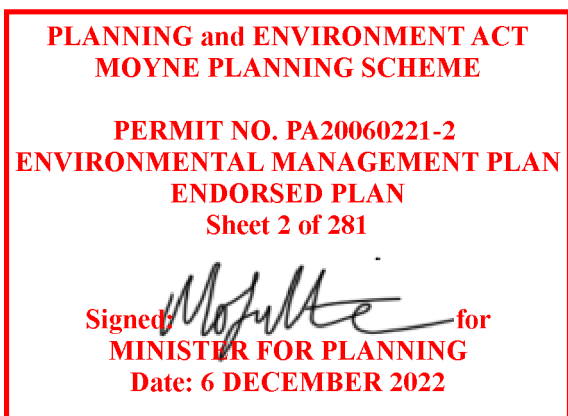 PLANNING and ENVIRONMENT ACT
MOYNE PLANNING SCHEME
PERMIT NO. PA20060221-2
ENVIRONMENTAL MANAGEMENT PLAN
ENDORSED PLAN
Sheet 2 of 281
Signed: for
MINISTER FOR PLANNING
Date: 6 DECEMBER 2022